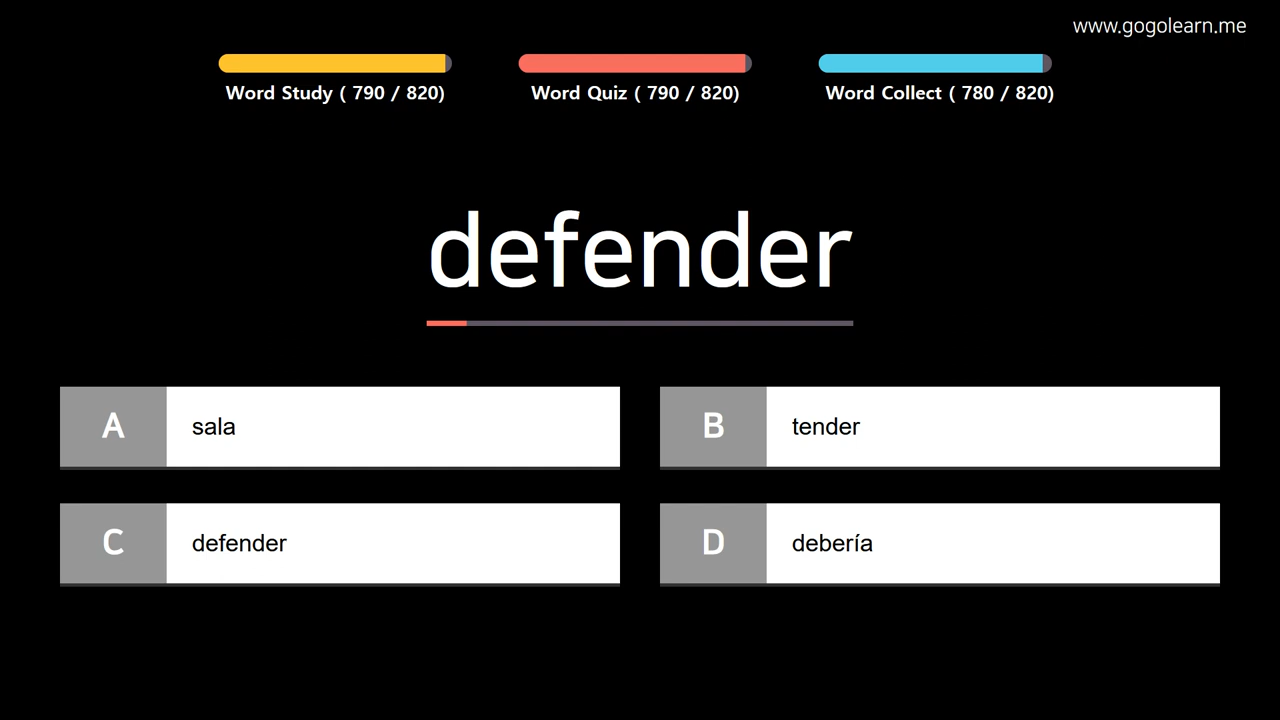 www.gogolearn.me
Word Study ( 790 / 820)
Word Quiz ( 790 / 820)
Word Collect ( 780 / 820)
defender
A sala
B tender
C defender
D debería